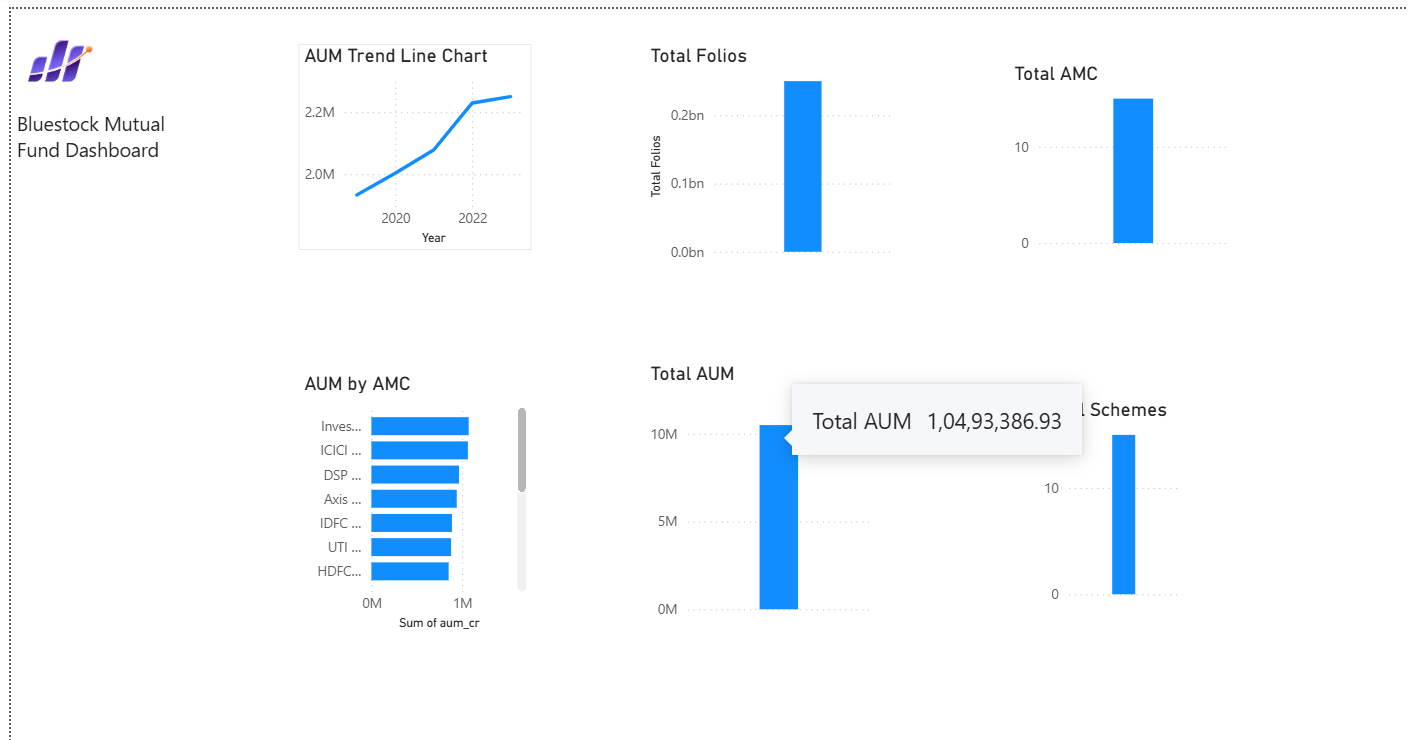 Bluestock Mutual
Fund Dashboard
AUM Trend Line Chart
2.2M
2.0M
2020 2022
Year
Total Folios
Total Folios
0.2bn
0.1bn
0.0bn
Total AMC
10
0
AUM by AMC
Inves...
ICICI ...
DSP ...
Axis ...
IDFC ...
UTI ...
HDFC...
0M 1M
Sum of aum_cr
Total AUM
10M
5M
0M
Total AUM 1,04,93,386.93
l Schemes
10
0